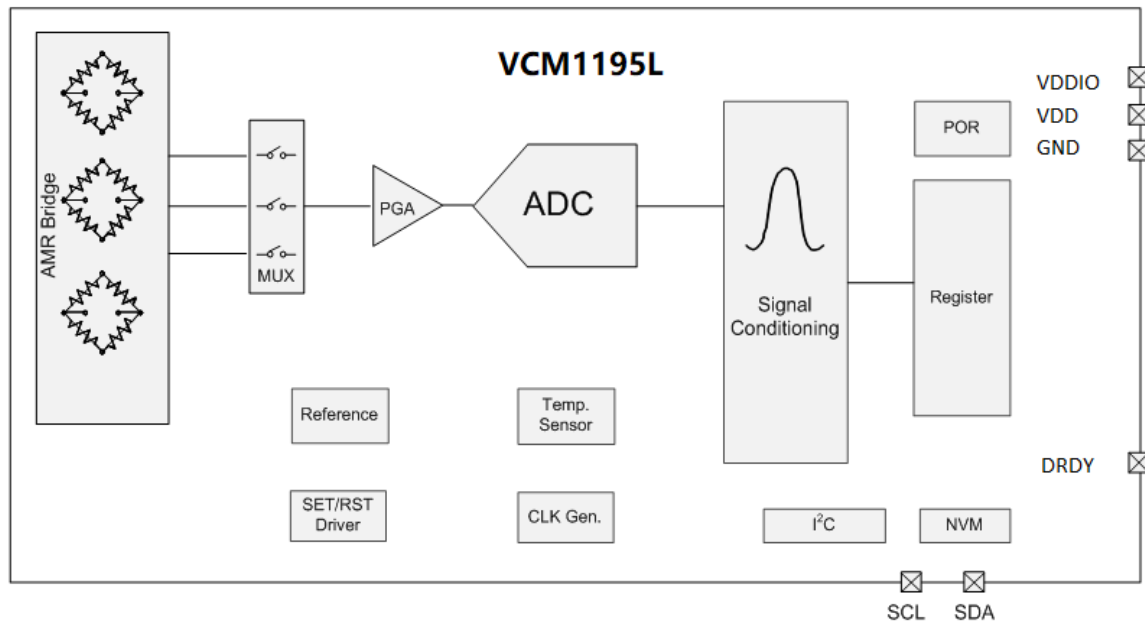 VCM1195L
VDDIO
VDD
GND
POR
AMR Bridge
MUX
PGA
ADC
Signal
Conditioning
Register
Reference
Temp.
Sensor
DRDY
SET/RST
Driver
CLK Gen.
I²C
NVM
SCL
SDA